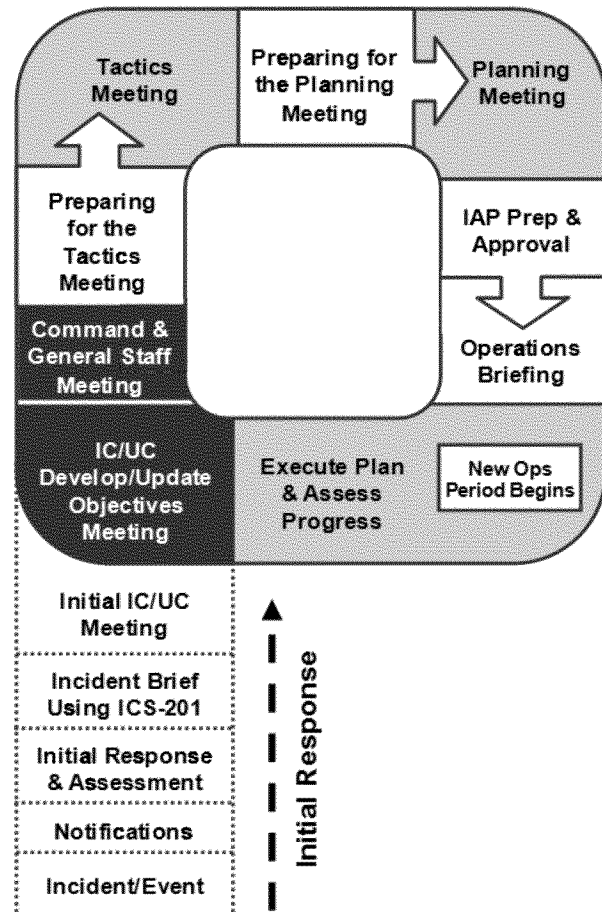 Tactics
Meeting
Preparing for
the Planning
Meeting
Planning
Meeting
Preparing
for the
Tactics
Meeting
IAP Prep &
Approval
Command &
General Staff
Meeting
Operations
Briefing
IC/UC
Develop/Update
Objectives
Meeting
Execute Plan
& Assess
Progress
New Ops
Period Begins
Initial IC/UC
Meeting
Incident Brief
Using ICS-201
Initial Response
& Assessment
Notifications
Incident/Event
Initial Response